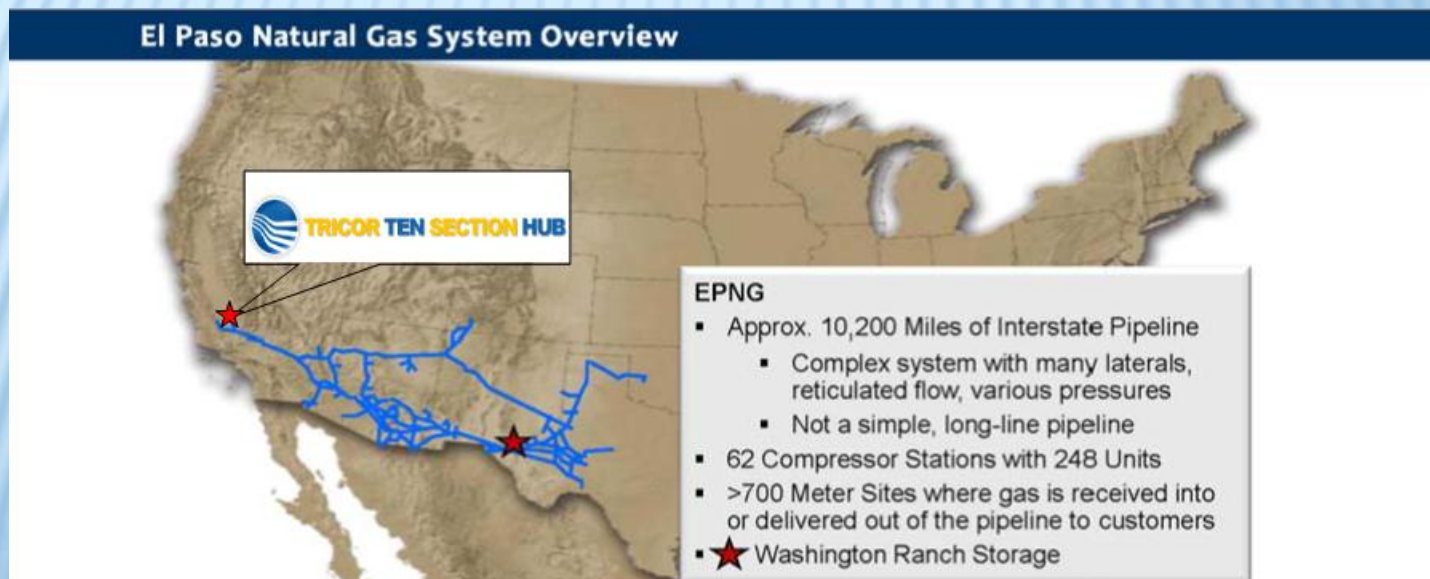 El Paso Natural Gas System Overview
TRICOR TEN SECTION HUB
EPNG
▪ Approx. 10,200 Miles of Interstate Pipeline
▪ Complex system with many laterals,
reticulated flow, various pressures
▪ Not a simple, long-line pipeline
▪ 62 Compressor Stations with 248 Units
▪ >700 Meter Sites where gas is received into
or delivered out of the pipeline to customers
▪ Washington Ranch Storage